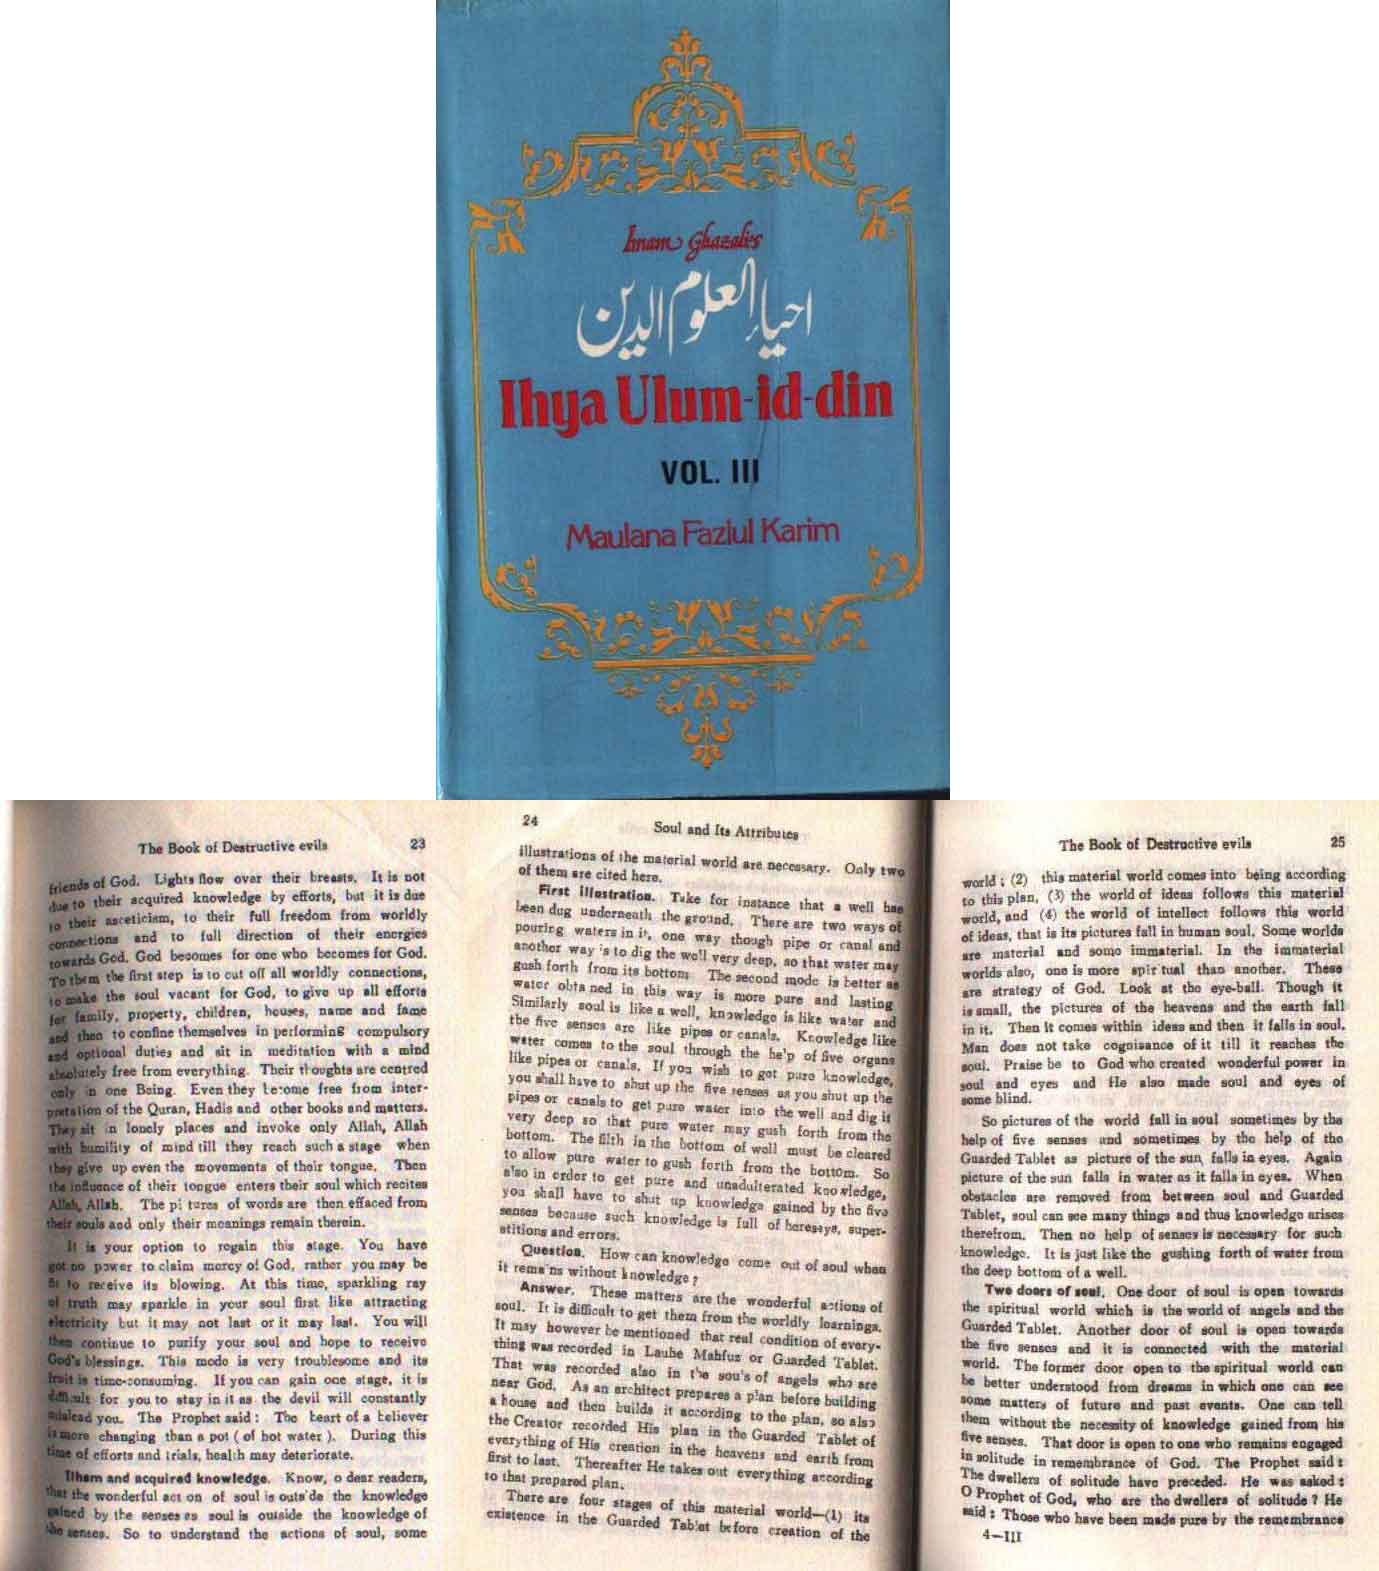 Imam Ghazali's
احياء العلوم الدين
Ihya Ulum-id-din
VOL. III
Maulana Fazlul Karim
The Book of Destructive evils 23
friends of God. Lights flow over their breasts. It is not
due to their acquired knowledge by efforts, but it is due
to their asceticism, to their full freedom from worldly
connections and to full direction of their energies
towards God. God becomes for one who becomes for God.
To them the first step is to cut off all worldly connections,
to make the soul vacant for God, to give up all efforts
for family, property, children, houses, name and fame
and then to confine themselves in performing compulsory
and optional duties and sit in meditation with a mind
absolutely free from everything. Their thoughts are centred
only in one Being. Even they become free from inter-
pretation of the Quran, Hadis and other books and matters.
They sit in lonely places and invoke only Allah, Allah
with humility of mind till they reach such a stage when
they give up even the movements of their tongue. Then
the influence of their tongue enters their soul which recites
Allah, Allah. The pi tures of words are then effaced from
their souls and only their meanings remain therein.
It is your option to regain this stage. You have
got no power to claim mercy of God, rather you may be
fit to receive its blowing. At this time, sparkling ray
of truth may sparkle in your soul first like attracting
electricity but it may not last or it may last. You will
then continue to purify your soul and hope to receive
God's blessings. This mode is very troublesome and its
fruit is time-consuming. If you can gain one stage, it is
difficult for you to stay in it as the devil will constantly
mislead you. The Prophet said : The heart of a believer
is more changing than a pot ( of hot water ). During this
time of efforts and trials, health may deteriorate.
Ilham and acquired knowledge. Know, o dear readers,
that the wonderful act on of soul is outs'de the knowledge
gained by the senses as soul is outside the knowledge of
the senses. So to understand the actions of soul, some
24 Soul and Its Attributes
illustrations of the material world are necessary. Only two
of them are cited here.
First illustration. Take for instance that a well has
been dug underneath the ground. There are two ways of
pouring waters in it, one way though pipe or canal and
another way 's to dig the well very deep, so that water may
gush forth from its bottom. The second mode is better as
water obta ned in this way is more pure and lasting
Similarly soul is like a well, knowledge is like water and
the five senses are like pipes or canals. Knowledge like
water comes to the soul through the help of five organs
like pipes or canals. If you wish to get pure knowledge,
you shall have to shut up the five senses as you shut up the
pipes or canals to get pure water into the well and dig it
very deep so that pure water may gush forth from the
bottom. The filth in the bottom of well must be cleared
to allow pure water to gush forth from the bottom. So
also in order to get pure and unadulterated knowledge,
you shall have to shut up knowledge gained by the five
senses because such knowledge is full of heresays, super-
stitions and errors.
Question. How can knowledge come out of soul when
it rema'ns without knowledge ?
Answer. These matters are the wonderful actions of
soul. It is difficult to get them from the worldly learnings.
It may however be mentioned that real condition of every-
thing was recorded in Lauhe Mahfuz or Guarded Tablet.
That was recorded also in the souls of angels who are
near God. As an architect prepares a plan before building
a house and then builds it according to the plan, so also
the Creator recorded His plan in the Guarded Tablet of
everything of His creation in the heavens and earth from
first to last. Thereafter He takes out everything according
to that prepared plan.
There are four stages of this material world—(1) its
existence in the Guarded Tablet before creation of the
The Book of Destructive evils 25
world ; (2) this material world comes into being according
to this plan, (3) the world of ideas follows this material
world, and (4) the world of intellect follows this world
of ideas, that is its pictures fall in human soul. Some worlds
are material and some immaterial. In the immaterial
worlds also, one is more spir'tual than another. These
are strategy of God. Look at the eye-ball. Though it
is small, the pictures of the heavens and the earth fall
in it. Then it comes within ideas and then it falls in soul.
Man does not take cognisance of it till it reaches the
soul. Praise be to God who created wonderful power in
soul and eyes and He also made soul and eyes of
some blind.
So pictures of the world fall in soul sometimes by the
help of five senses and sometimes by the help of the
Guarded Tablet as picture of the sun falls in eyes. Again
picture of the sun falls in water as it falls in eyes. When
obstacles are removed from between soul and Guarded
Tablet, soul can see many things and thus knowledge arises
therefrom. Then no help of senses is necessary for such
knowledge. It is just like the gushing forth of water from
the deep bottom of a well.
Two doors of soul. One door of soul is open towards
the spiritual world which is the world of angels and the
Guarded Tablet. Another door of soul is open towards
the five senses and it is connected with the material
world. The former door open to the spiritual world can
be better understood from dreams in which one can see
some matters of future and past events. One can tell
them without the necessity of knowledge gained from his
five senses. That door is open to one who remains engaged
in solitude in remembrance of God. The Prophet said :
The dwellers of solitude have preceded. He was asked :
O Prophet of God, who are the dwellers of solitude ? He
said : Those who have been made pure by the remembrance
4—III